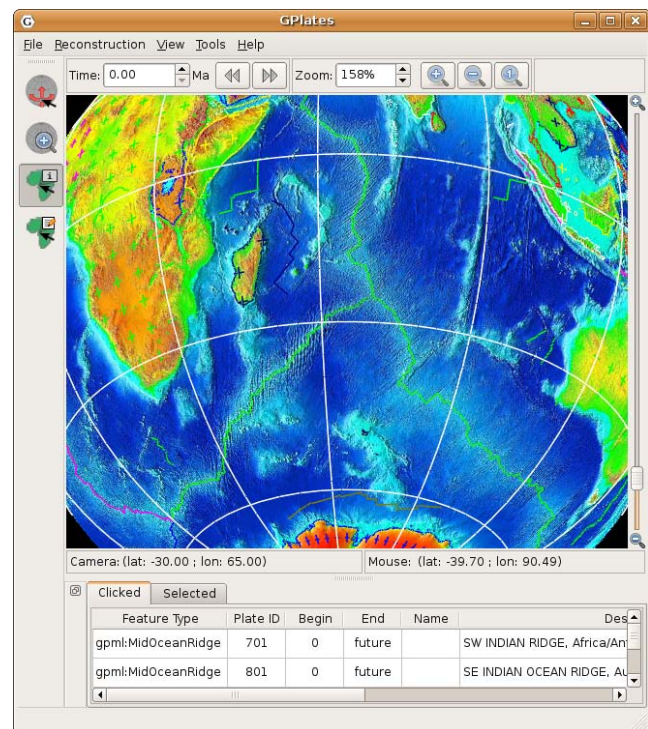 GPlates
File Reconstruction View Tools Help
Time: 0.00 Ma Zoom: 158%
Camera: (lat: -30.00 ; lon: 65.00) Mouse: (lat: -39.70 ; lon: 90.49)
Clicked Selected
Feature Type Plate ID Begin End Name Des
gpml:MidOceanRidge 701 0 future SW INDIAN RIDGE, Africa/An
gpml:MidOceanRidge 801 0 future SE INDIAN OCEAN RIDGE, Au